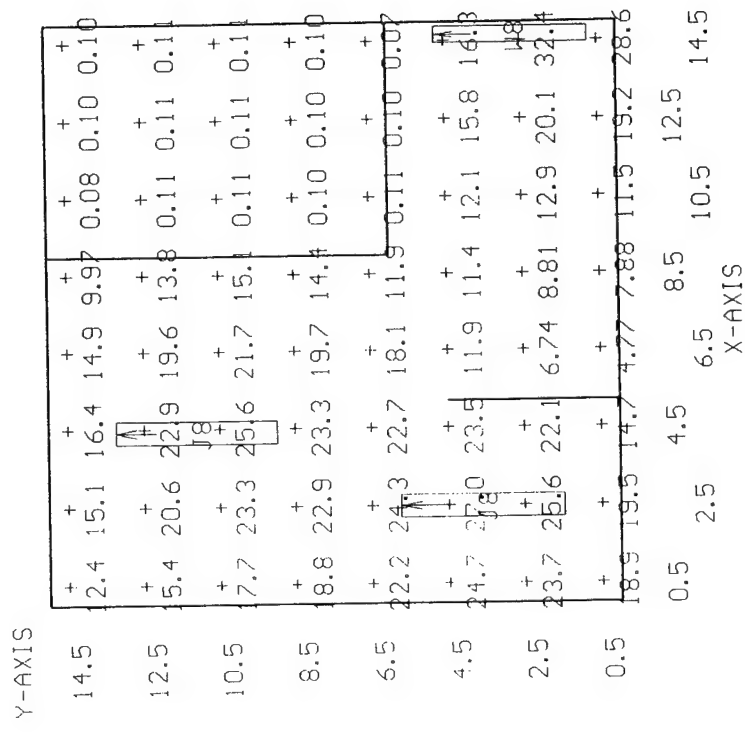 Y-AXIS
14.5 12.4 15.1 16.4 14.9 9.97 0.08 0.10 0.10
12.5 15.4 20.6 22.9 19.6 13.8 0.11 0.11 0.11
J8
10.5 17.7 23.3 25.6 21.7 15.1 0.11 0.11 0.11
8.5 18.8 22.9 23.3 19.7 14.4 0.10 0.10 0.10
6.5 22.2 24.3 22.7 18.1 11.9 0.11 0.10 0.07
4.5 24.7 23.5 11.9 11.4 12.1 15.8 16.3
J8
2.5 23.7 25.6 22.1 6.74 8.81 12.9 20.1 32.4
0.5 18.9 19.5 14.7 4.77 7.88 11.5 19.2 28.6
0.5 2.5 4.5 6.5 8.5 10.5 12.5 14.5
X-AXIS